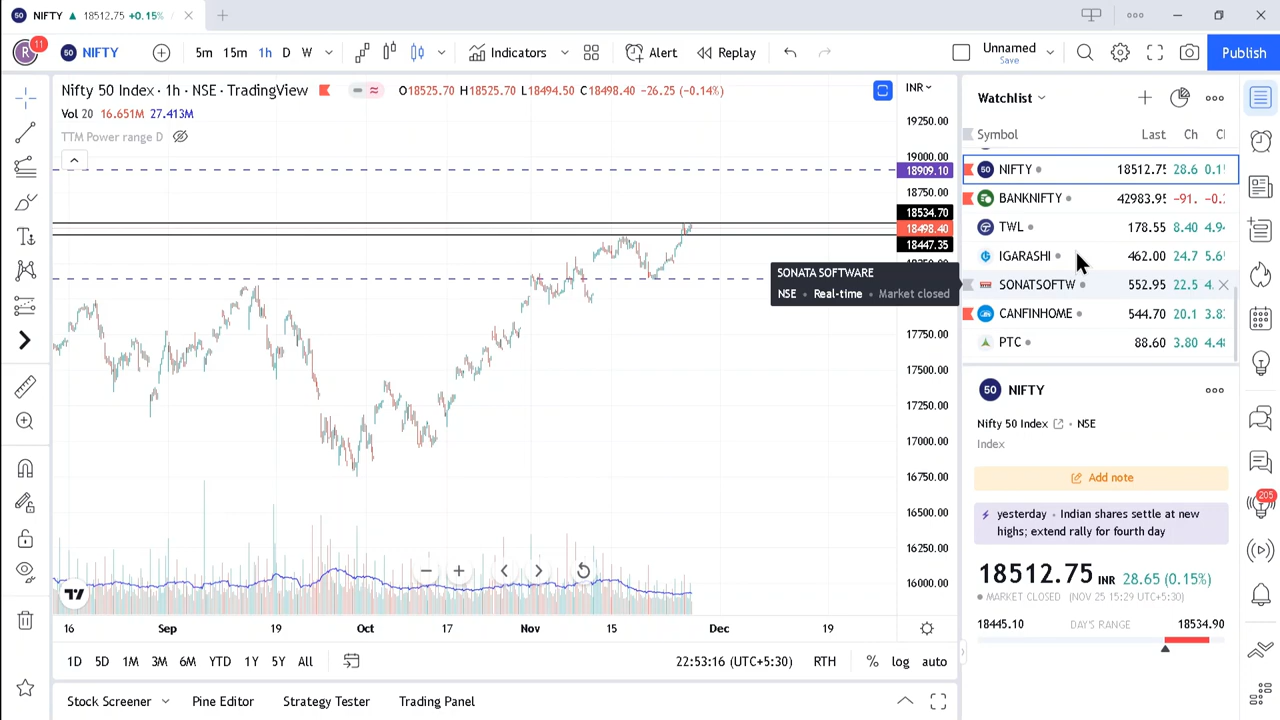 50 NIFTY 18512.75 +0.15%
R 11
50 NIFTY
5m 15m 1h D W
Indicators
Alert
Replay
Unnamed
Save
Publish
Nifty 50 Index · 1h · NSE · TradingView
O18525.70 H18525.70 L18494.50 C18498.40 -26.25 (-0.14%)
Vol 20 16.651M 27.413M
TTM Power range D
INR
19250.00
19000.00
18909.10
18750.00
18534.70
18498.40
18447.35
17750.00
17500.00
17250.00
17000.00
16750.00
16500.00
16250.00
16000.00
16 Sep 19 Oct 17 Nov 15 Dec 19
1D 5D 1M 3M 6M YTD 1Y 5Y All
22:53:16 (UTC+5:30) RTH % log auto
Stock Screener Pine Editor Strategy Tester Trading Panel
Watchlist
Symbol Last Ch
50 NIFTY 18512.75 28.6
BANKNIFTY 42983.95 -91.
TWL 178.55 8.40
IGARASHI 462.00 24.7
SONATSOFTW 552.95 22.5 4.
CANFINHOME 544.70 20.1
PTC 88.60 3.80
SONATA SOFTWARE
NSE • Real-time • Market closed
50 NIFTY
Nifty 50 Index • NSE
Index
Add note
yesterday • Indian shares settle at new
highs; extend rally for fourth day
18512.75 INR 28.65 (0.15%)
MARKET CLOSED (NOV 25 15:29 UTC+5:30)
18445.10 DAY'S RANGE 18534.90
205